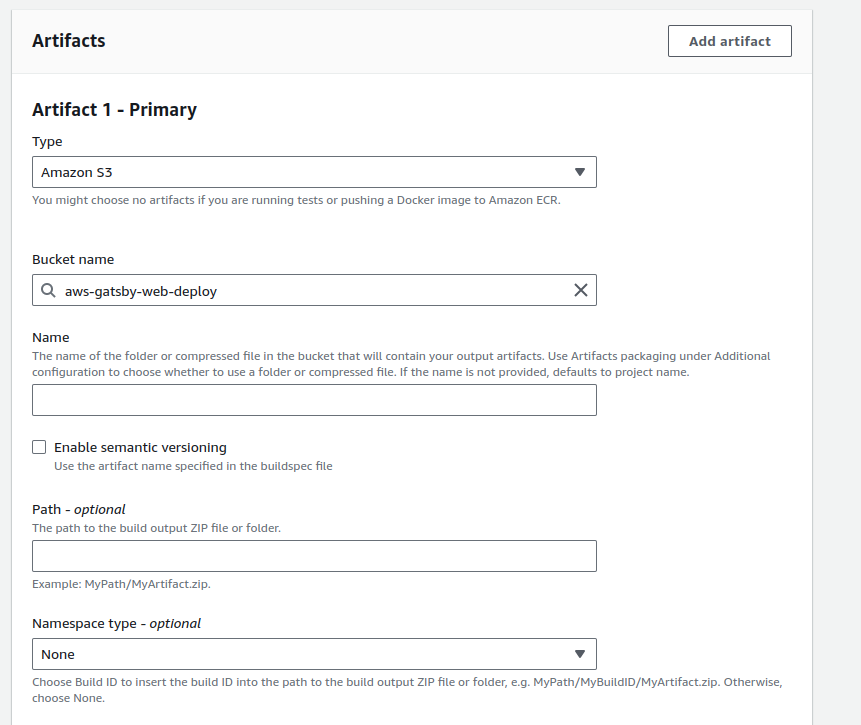 Artifacts
Add artifact
Artifact 1 - Primary
Type
Amazon S3
You might choose no artifacts if you are running tests or pushing a Docker image to Amazon ECR.
Bucket name
aws-gatsby-web-deploy
Name
The name of the folder or compressed file in the bucket that will contain your output artifacts. Use Artifacts packaging under Additional
configuration to choose whether to use a folder or compressed file. If the name is not provided, defaults to project name.
Enable semantic versioning
Use the artifact name specified in the buildspec file
Path - optional
The path to the build output ZIP file or folder.
Example: MyPath/MyArtifact.zip.
Namespace type - optional
None
Choose Build ID to insert the build ID into the path to the build output ZIP file or folder, e.g. MyPath/MyBuildID/MyArtifact.zip. Otherwise,
choose None.